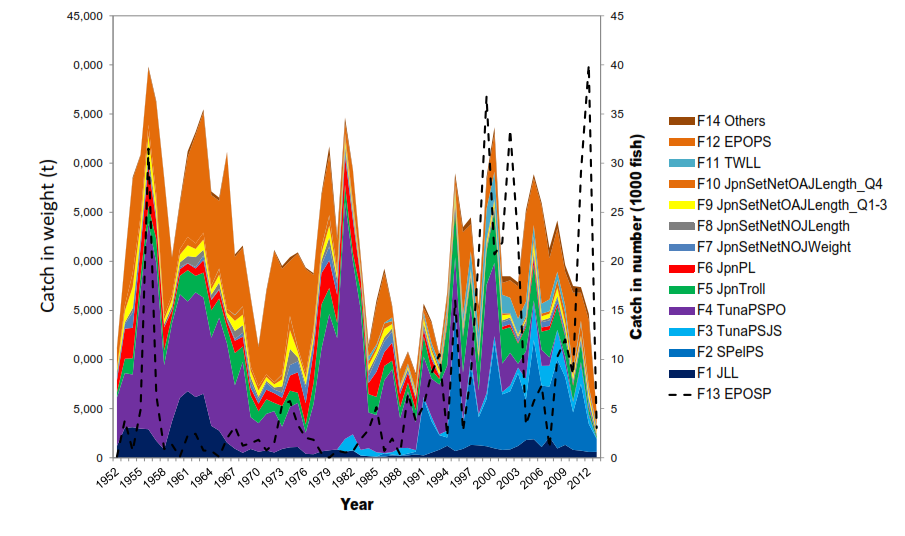 45,000
0,000
5,000
0,000
5,000
0,000
5,000
0,000
5,000
0
Catch in weight (t)
45
40
35
30
25
20
15
10
5
0
Catch in number (1000 fish)
1952
1955
1958
1961
1964
1967
1970
1973
1976
1979
1982
1985
1988
1991
1994
1997
2000
2003
2006
2009
2012
Year
F14 Others
F12 EPOPS
F11 TWLL
F10 JpnSetNetOAJLength_Q4
F9 JpnSetNetOAJLength_Q1-3
F8 JpnSetNetNOJLength
F7 JpnSetNetNOJWeight
F6 JpnPL
F5 JpnTroll
F4 TunaPSPO
F3 TunaPSJS
F2 SPelPS
F1 JLL
F13 EPOSP